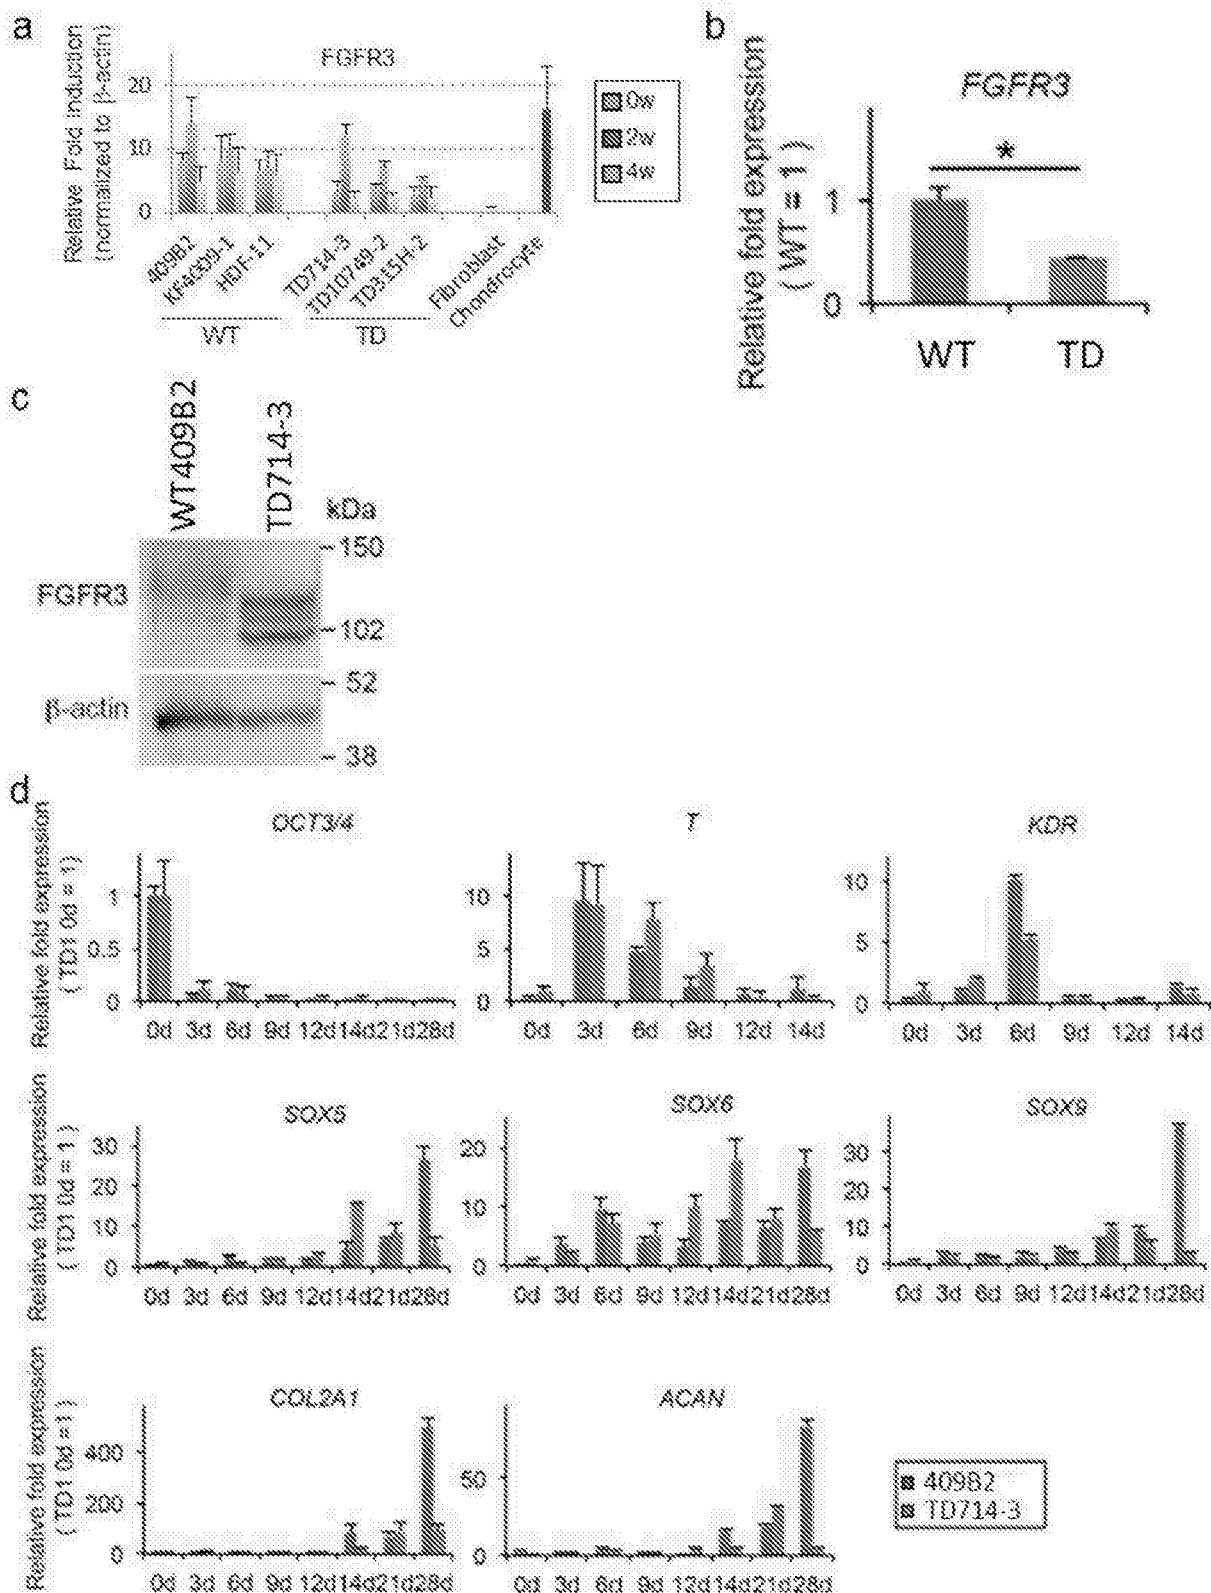 a
Relative Fold Induction
(normalized to β-actin)
FGFR3
20
10
0
409B2
KF4009-1
HDF-11
TD714-3
TD10749-2
TD315H-2
Fibroblast
Chondrocyte
WT
TD
0w
2w
4w
b
Relative fold expression
( WT = 1 )
FGFR3
*
1
0
WT
TD
c
WT409B2
TD714-3
kDa
FGFR3
150
102
β-actin
52
38
d
Relative fold expression
( TD1 0d = 1 )
OCT3/4
1
0.5
0
0d 3d 6d 9d 12d 14d 21d 28d
T
10
5
0
0d 3d 6d 9d 12d 14d
KDR
10
5
0
0d 3d 6d 9d 12d 14d
Relative fold expression
( TD1 0d = 1 )
SOX5
30
20
10
0
0d 3d 6d 9d 12d 14d 21d 28d
SOX6
20
10
0
0d 3d 6d 9d 12d 14d 21d 28d
SOX9
30
20
10
0
0d 3d 6d 9d 12d 14d 21d 28d
Relative fold expression
( TD1 0d =1 )
COL2A1
400
200
0
0d 3d 6d 9d 12d 14d 21d 28d
ACAN
50
0
0d 3d 6d 9d 12d 14d 21d 28d
409B2
TD714-3